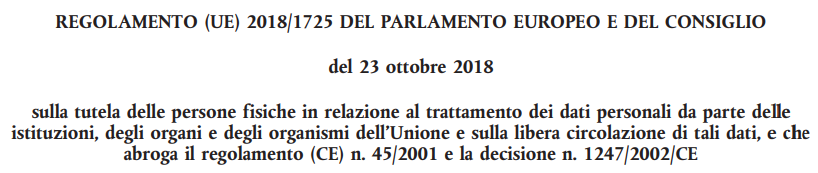 REGOLAMENTO (UE) 2018/1725 DEL PARLAMENTO EUROPEO E DEL CONSIGLIO
del 23 ottobre 2018
sulla tutela delle persone fisiche in relazione al trattamento dei dati personali da parte delle
istituzioni, degli organi e degli organismi dell'Unione e sulla libera circolazione di tali dati, e che
abroga il regolamento (CE) n. 45/2001 e la decisione n. 1247/2002/CE